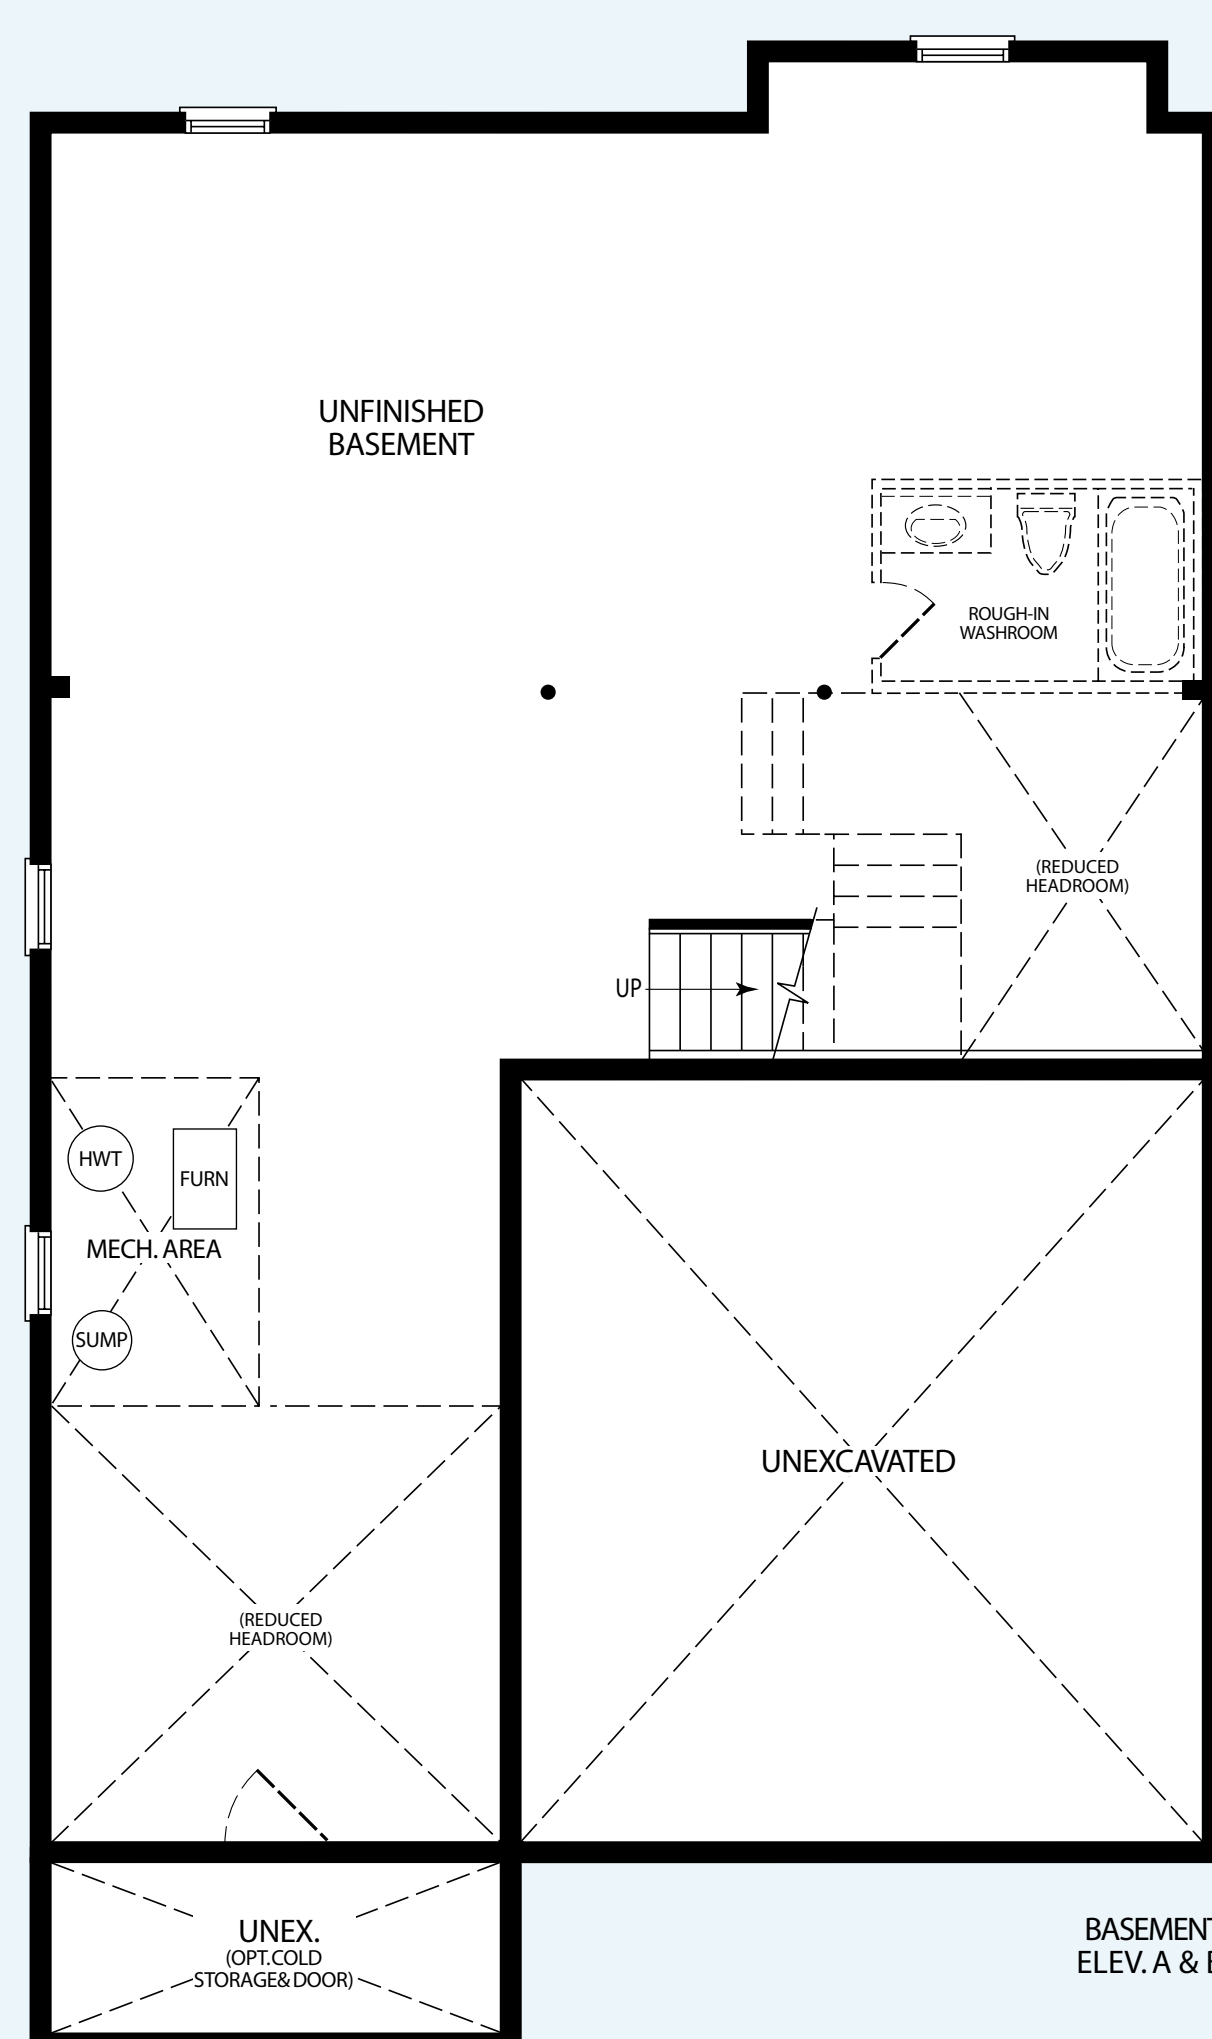 UNFINISHED
BASEMENT
ROUGH-IN
WASHROOM
(REDUCED
HEADROOM)
UP
HWT
FURN
MECH. AREA
SUMP
UNEXCAVATED
(REDUCED
HEADROOM)
UNEX.
(OPT.COLD
STORAGE& DOOR)
BASEMENT
ELEV. A &